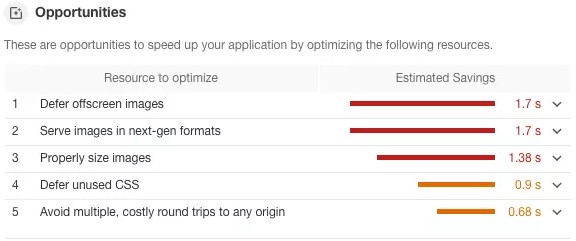 Opportunities
These are opportunities to speed up your application by optimizing the following resources.
Resource to optimize Estimated Savings
1 Defer offscreen images 1.7 s
2 Serve images in next-gen formats 1.7 s
3 Properly size images 1.38 s
4 Defer unused CSS 0.9 s
5 Avoid multiple, costly round trips to any origin 0.68 s